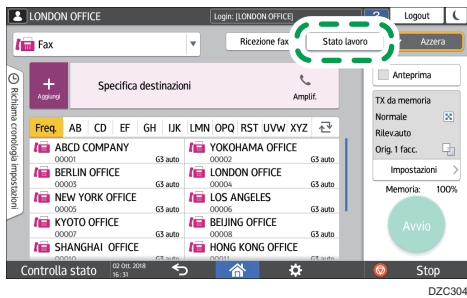 LONDON OFFICE
Login: [LONDON OFFICE]
?
Logout
Fax
Ricezione fax
Stato lavoro
Azzera
Richiama cronologia impostazioni
Aggiungi
Specifica destinazioni
Amplif.
Anteprima
TX da memoria
Normale
Rilev.auto
Orig. 1 facc.
Impostazioni
Memoria: 100%
Avvio
Freq. AB CD EF GH IJK LMN OPQ RST UVW XYZ
ABCD COMPANY
00001 G3 auto
YOKOHAMA OFFICE
00002 G3 auto
BERLIN OFFICE
00003 G3 auto
LONDON OFFICE
00004 G3 auto
NEW YORK OFFICE
00005 G3 auto
LOS ANGELES
00006 G3 auto
KYOTO OFFICE
00007 G3 auto
BEIJING OFFICE
00008 G3 auto
SHANGHAI OFFICE
HONG KONG OFFICE
Controlla stato
02 Ott. 2018
16:31
Stop
DZC304